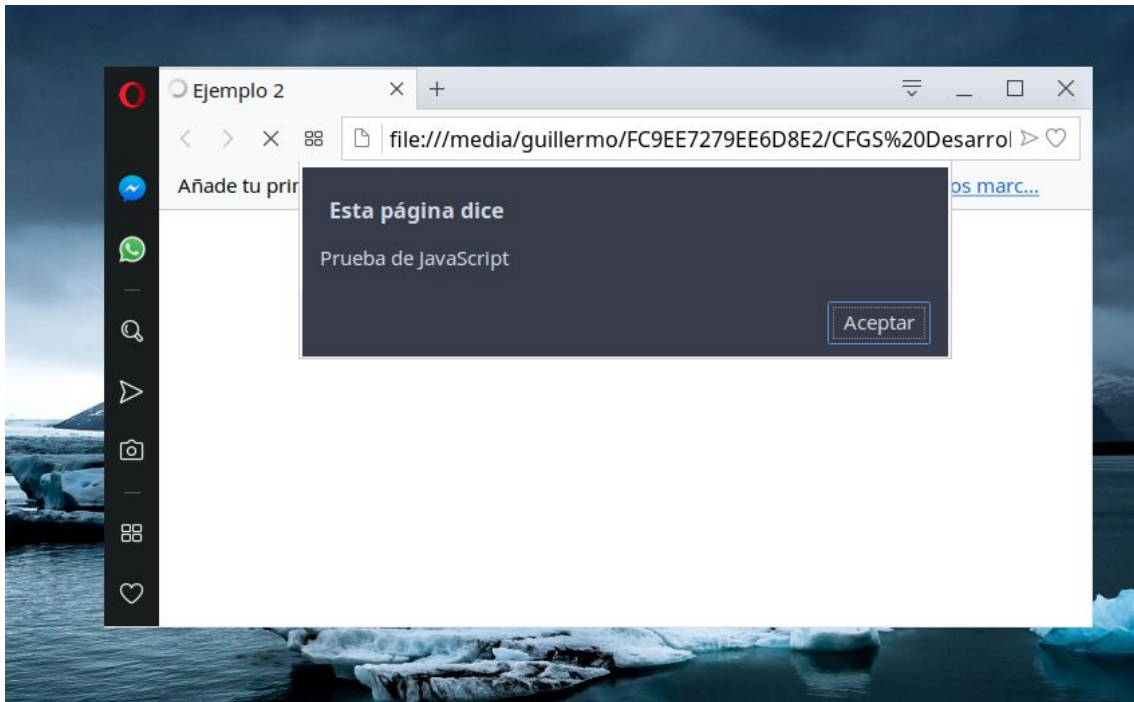 Ejemplo 2
file:///media/guillermo/FC9EE7279EE6D8E2/CFGS%20Desarrol
Añade tu prir
os marc...
Esta página dice
Prueba de JavaScript
Aceptar